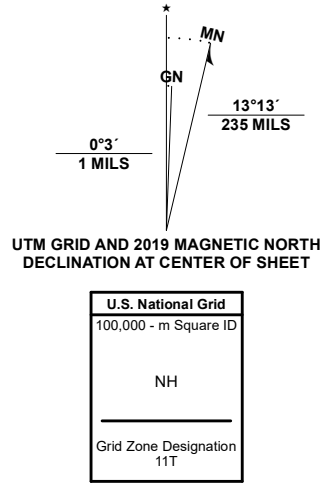 ★
MN
GN
13°13´
235 MILS
0°3´
1 MILS
UTM GRID AND 2019 MAGNETIC NORTH
DECLINATION AT CENTER OF SHEET
U.S. National Grid
100,000 - m Square ID
NH
Grid Zone Designation
11T